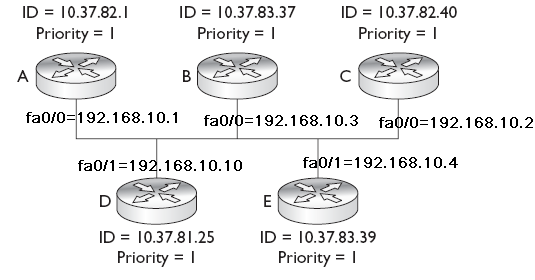 ID = 10.37.82.1
Priority = 1
ID = 10.37.83.37
Priority = 1
ID = 10.37.82.40
Priority = 1
A
B
C
fa0/0=192.168.10.1
fa0/0=192.168.10.3
fa0/0=192.168.10.2
fa0/1=192.168.10.10
fa0/1=192.168.10.4
D
E
ID = 10.37.81.25
Priority = 1
ID = 10.37.83.39
Priority = 1